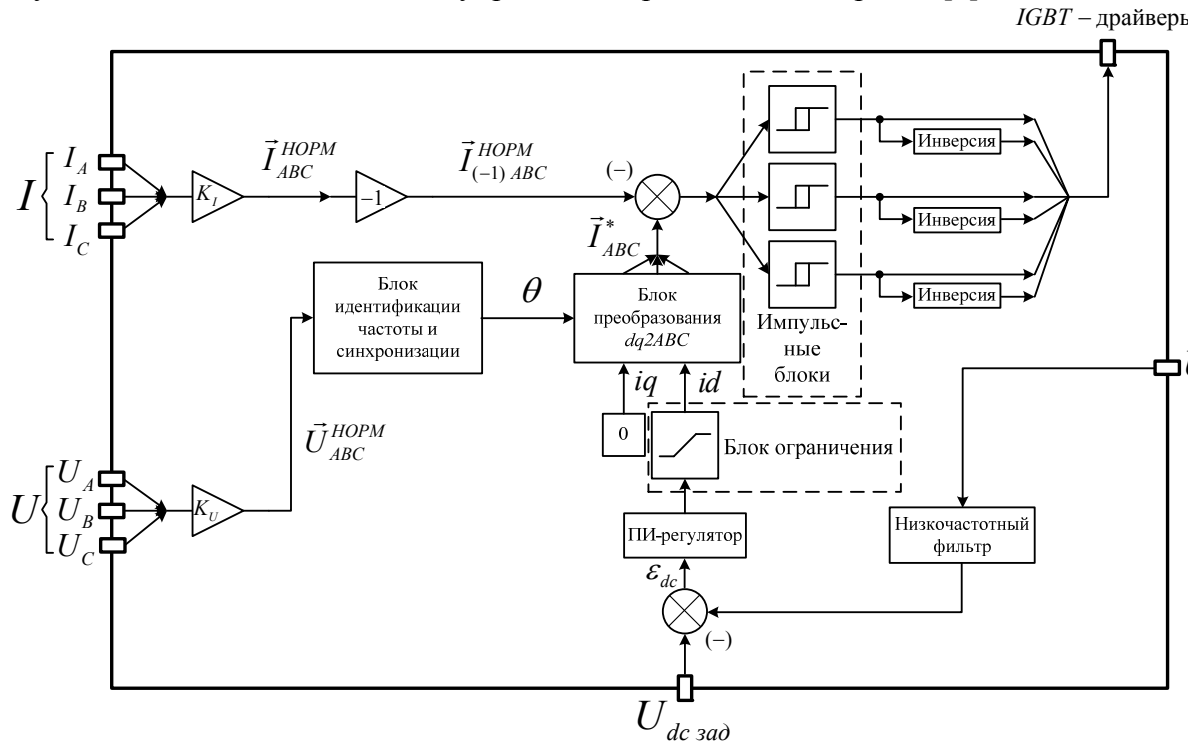 IGBT – драйверы
I
I_A
I_B
I_C
K_I
I⃗_ABC^НОРМ
–1
I⃗_(-1) ABC^НОРМ
(–)
I⃗*_ABC
Инверсия
Инверсия
Инверсия
Импульс-
ные
блоки
Блок
идентификации
частоты и
синхронизации
θ
Блок
преобразования
dq2ABC
iq
id
0
Блок ограничения
U⃗_ABC^НОРМ
U
U_A
U_B
U_C
K_U
ПИ-регулятор
Низкочастотный
фильтр
ε_dc
(–)
U_dc зад